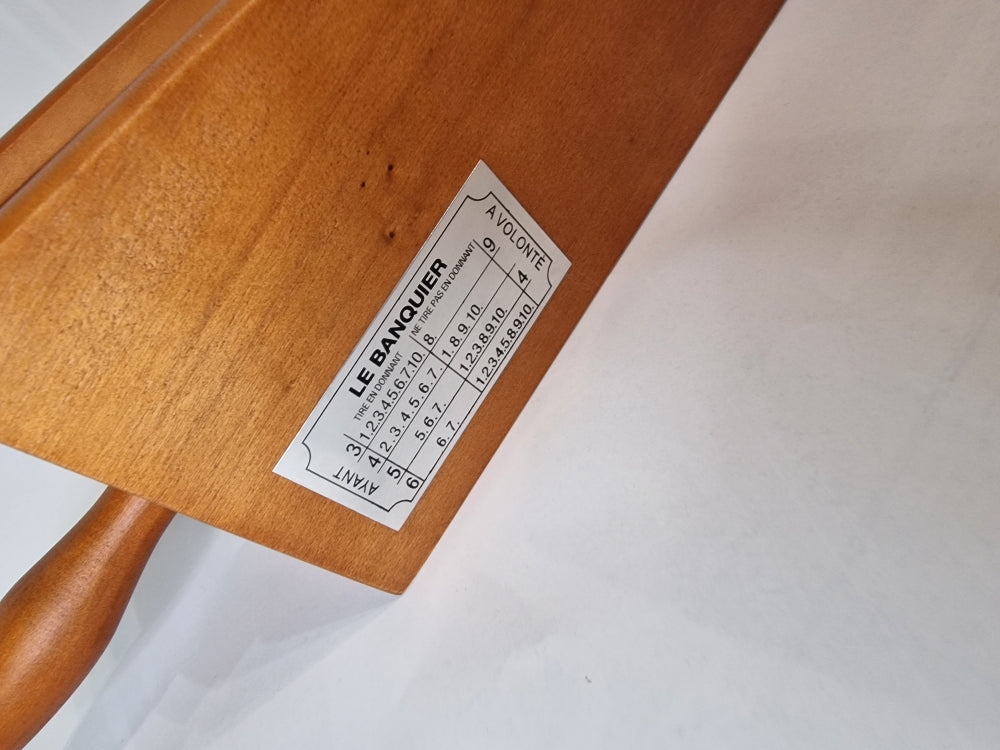 LE BANQUIER
TIRE EN DONNANT NE TIRE PAS EN DONNANT A VOLONTE
AYANT 3 1.2.3.4.5.6.7.10. 8. 9
4 2.3.4.5.6.7. 1.8.9.10.
5 5.6.7. 1.2.3.8.9.10. 4
6 6.7. 1.2.3.4.5.8.9.10.